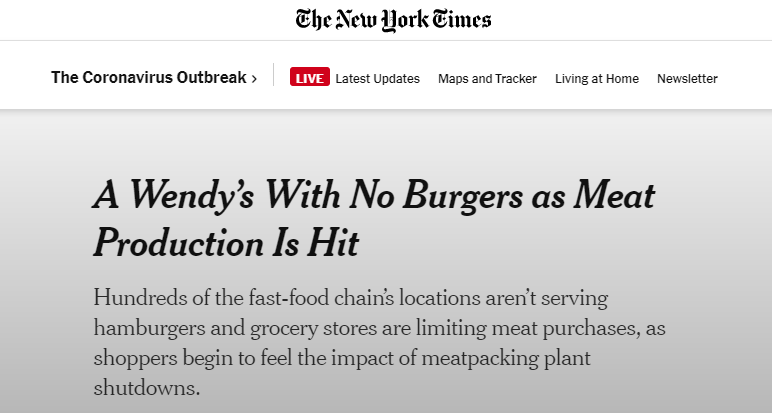 The New York Times
The Coronavirus Outbreak › LIVE Latest Updates Maps and Tracker Living at Home Newsletter
A Wendy’s With No Burgers as Meat
Production Is Hit
Hundreds of the fast-food chain’s locations aren’t serving
hamburgers and grocery stores are limiting meat purchases, as
shoppers begin to feel the impact of meatpacking plant
shutdowns.